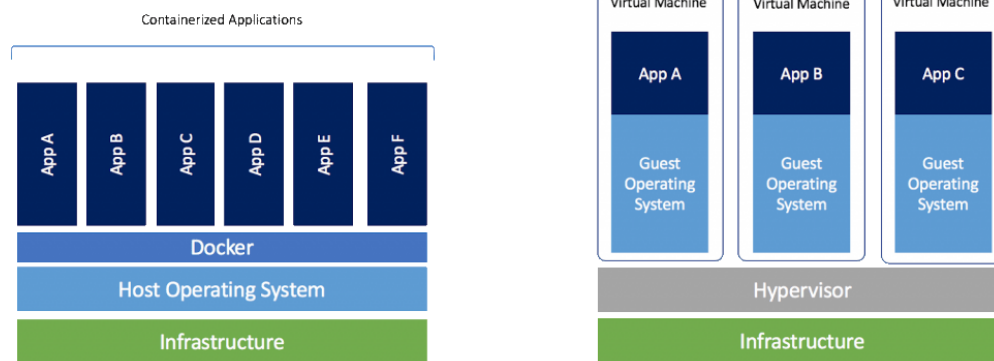 Containerized Applications
App A
App B
App C
App D
App E
App F
Docker
Host Operating System
Infrastructure
Virtual Machine
Virtual Machine
Virtual Machine
App A
App B
App C
Guest
Operating
System
Guest
Operating
System
Guest
Operating
System
Hypervisor
Infrastructure